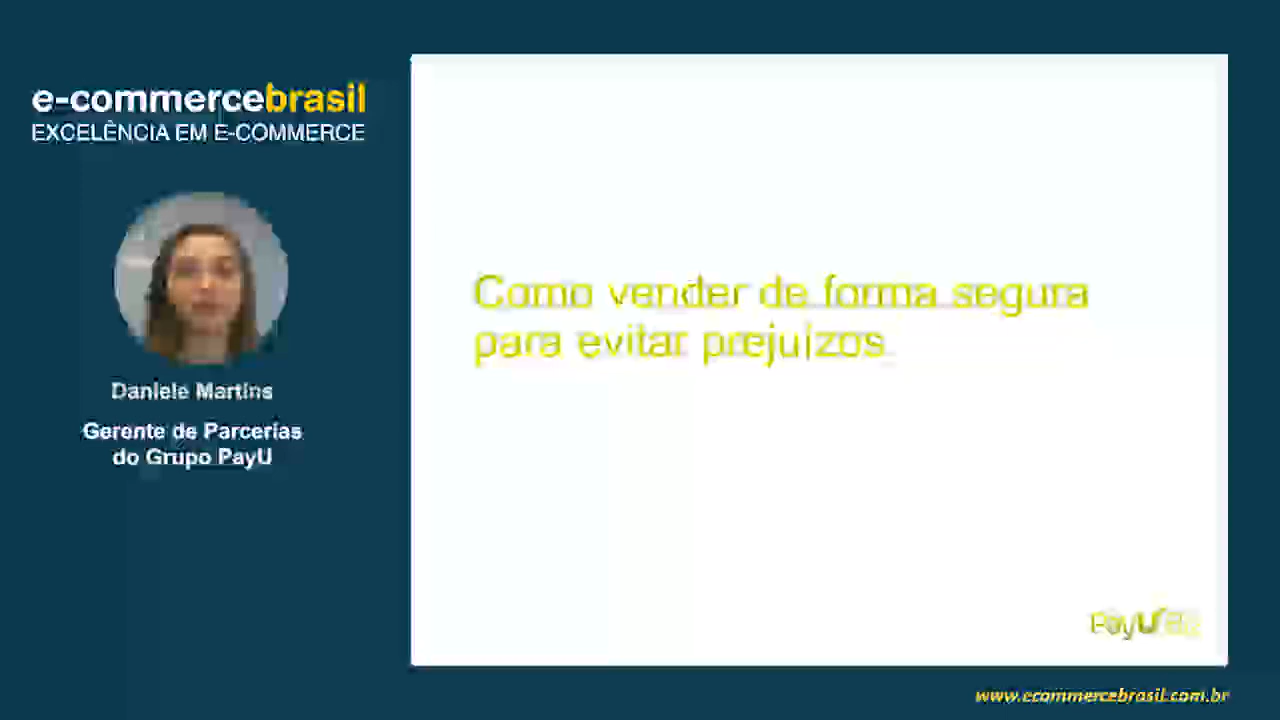 e-commercebrasil
EXCELÊNCIA EM E-COMMERCE
Daniele Martins
Gerente de Parcerias
do Grupo PayU
Como vender de forma segura
para evitar prejuízos
PayU
www.ecommercebrasil.com.br